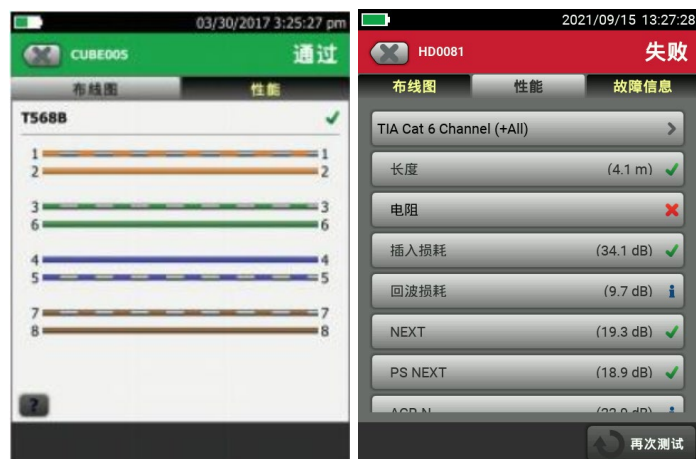 03/30/2017 3:25:27 pm
CUBE005 通过
布线图 性能
T568B
1 1
2 2
3 3
6 6
4 4
5 5
7 7
8 8
?
2021/09/15 13:27:28
HD0081 失败
布线图 性能 故障信息
TIA Cat 6 Channel (+All)
长度 (4.1 m)
电阻
插入损耗 (34.1 dB)
回波损耗 (9.7 dB) i
NEXT (19.3 dB)
PS NEXT (18.9 dB)
再次测试